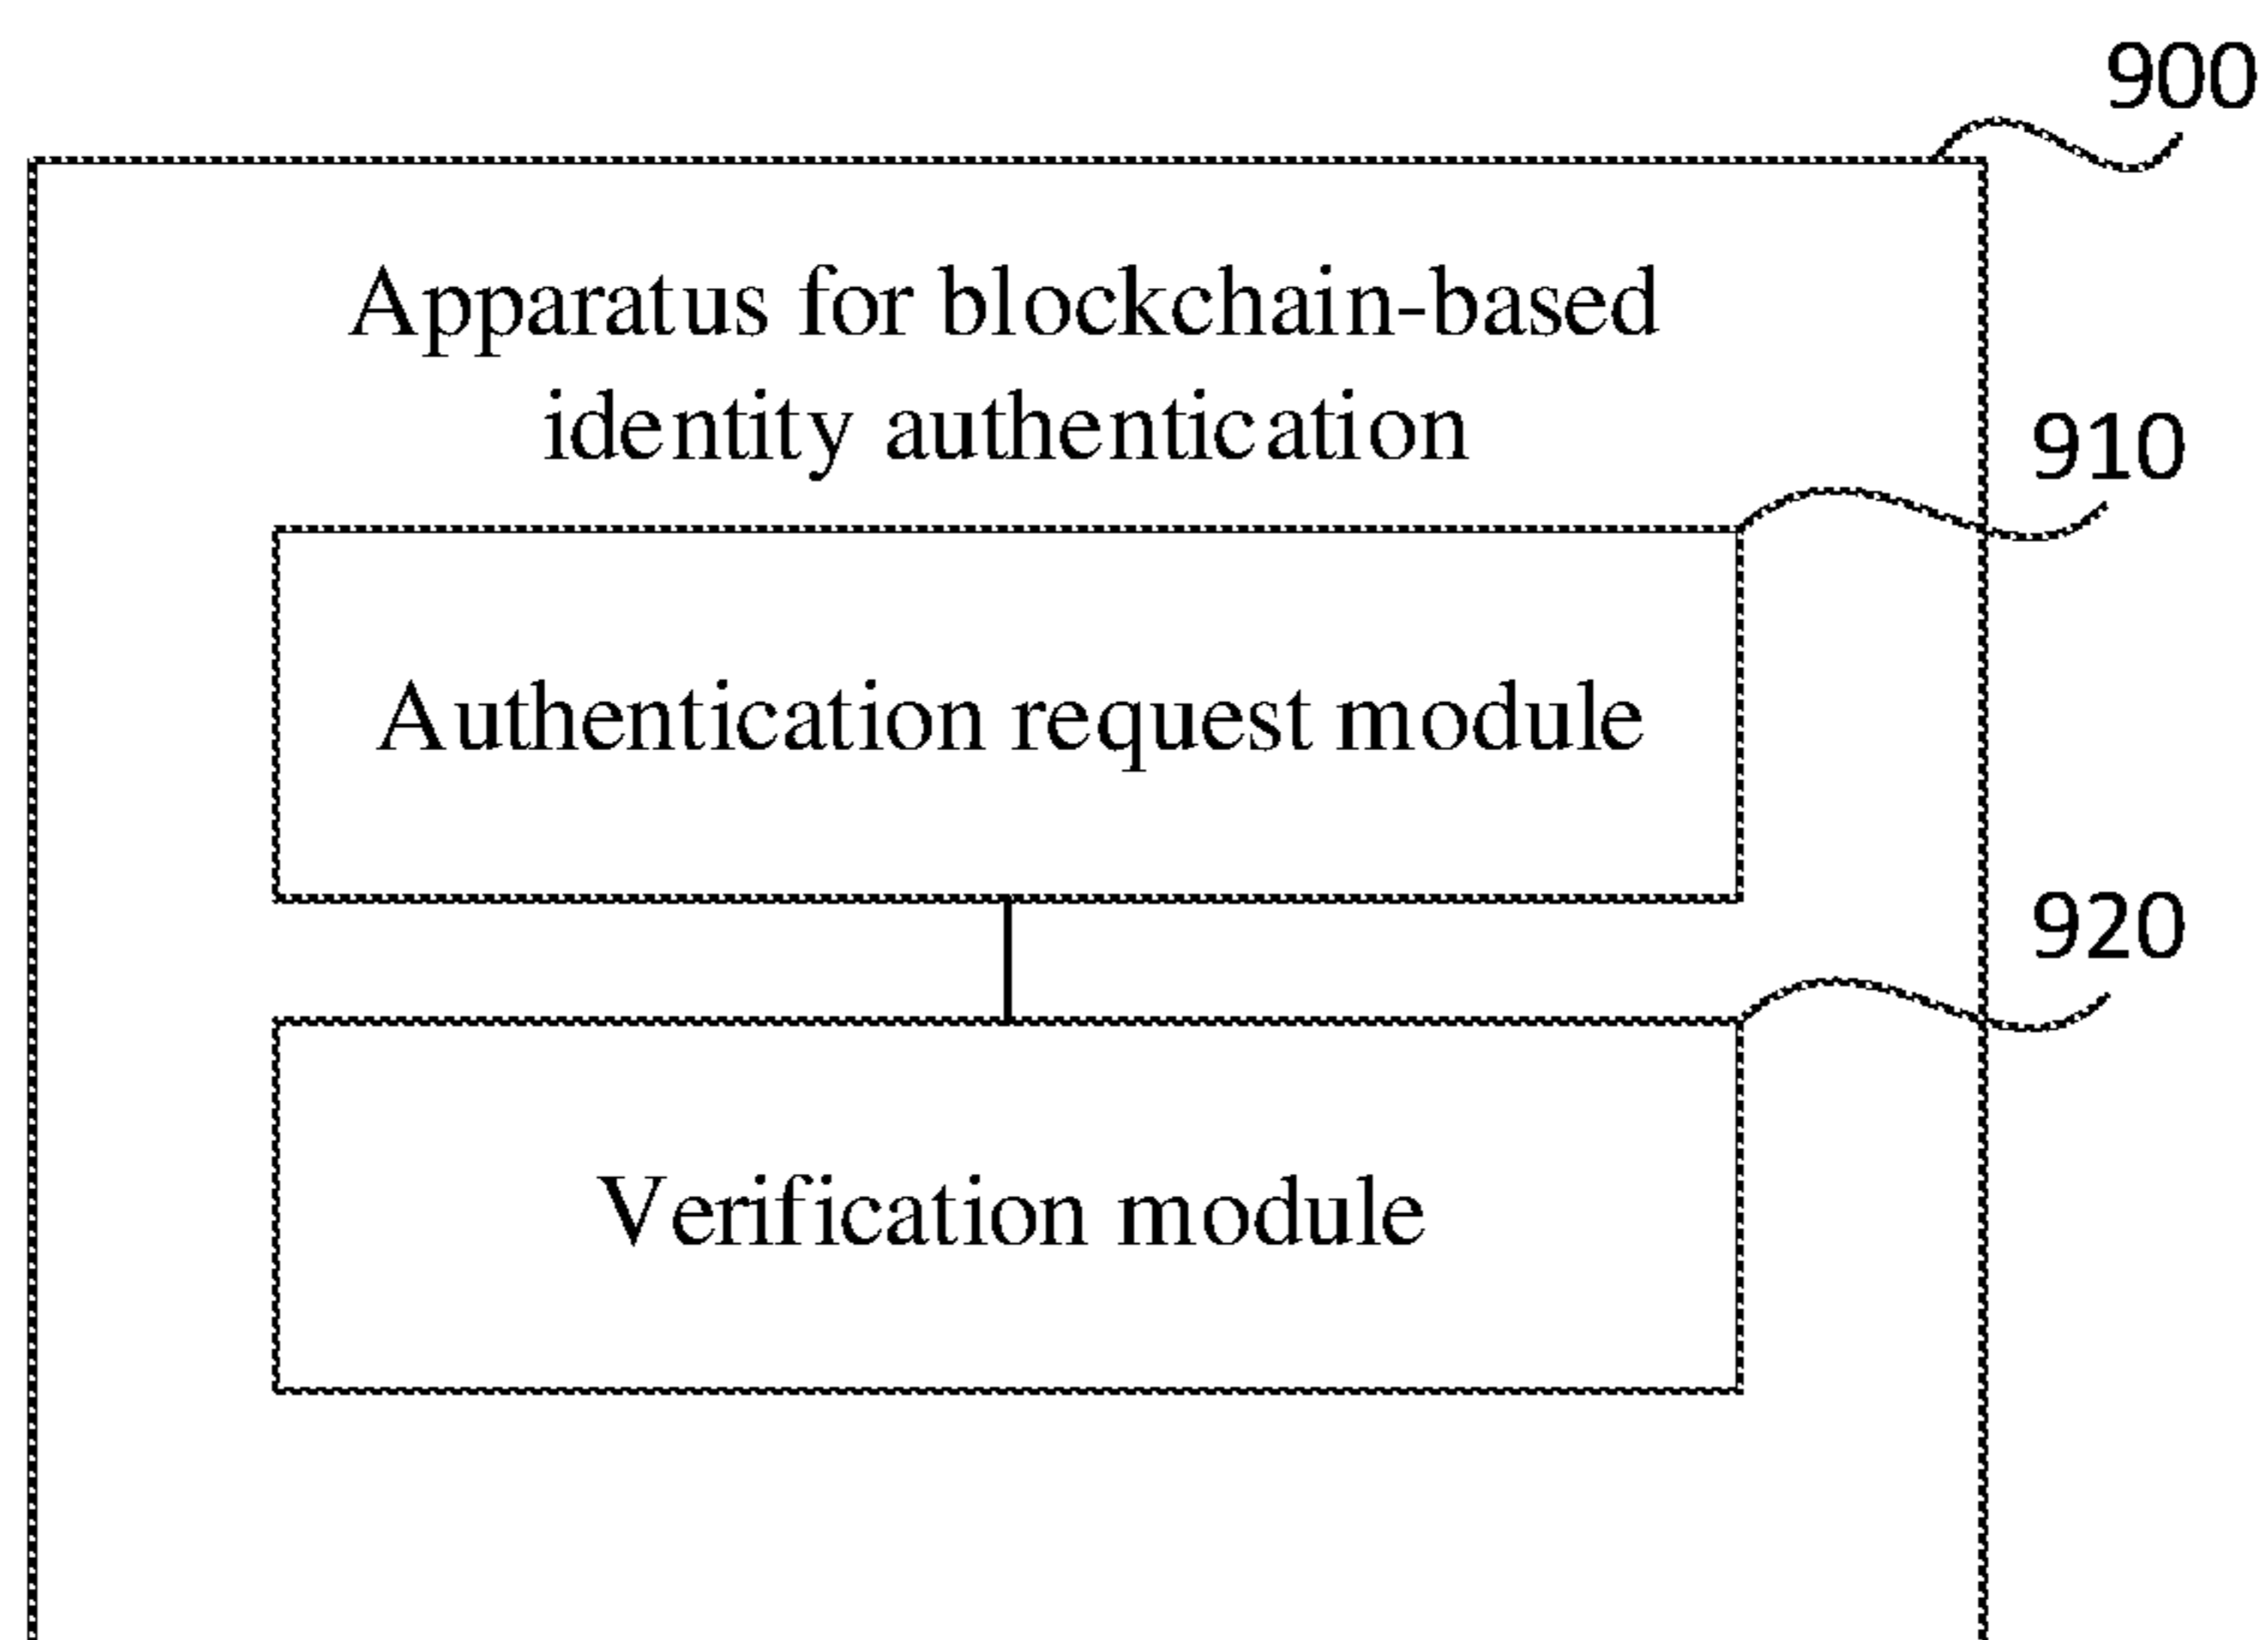 900
Apparatus for blockchain-based
identity authentication
910
Authentication request module
920
Verification module